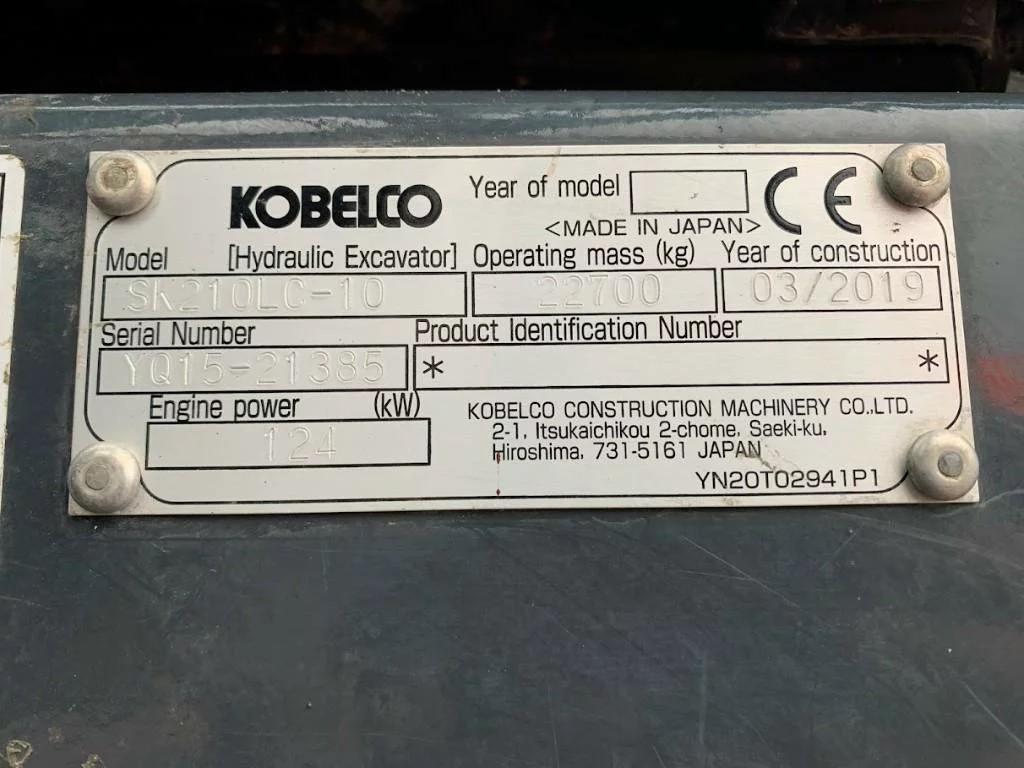 KOBELCO Year of model CE
<MADE IN JAPAN>
Model [Hydraulic Excavator] Operating mass (kg) Year of construction
SK210LC-10 22700 03/2019
Serial Number Product Identification Number
YQ15-21385 * *
Engine power (kW)
124
KOBELCO CONSTRUCTION MACHINERY CO.,LTD.
2-1, Itsukaichikou 2-chome, Saeki-ku,
Hiroshima, 731-5161 JAPAN
YN20T02941P1